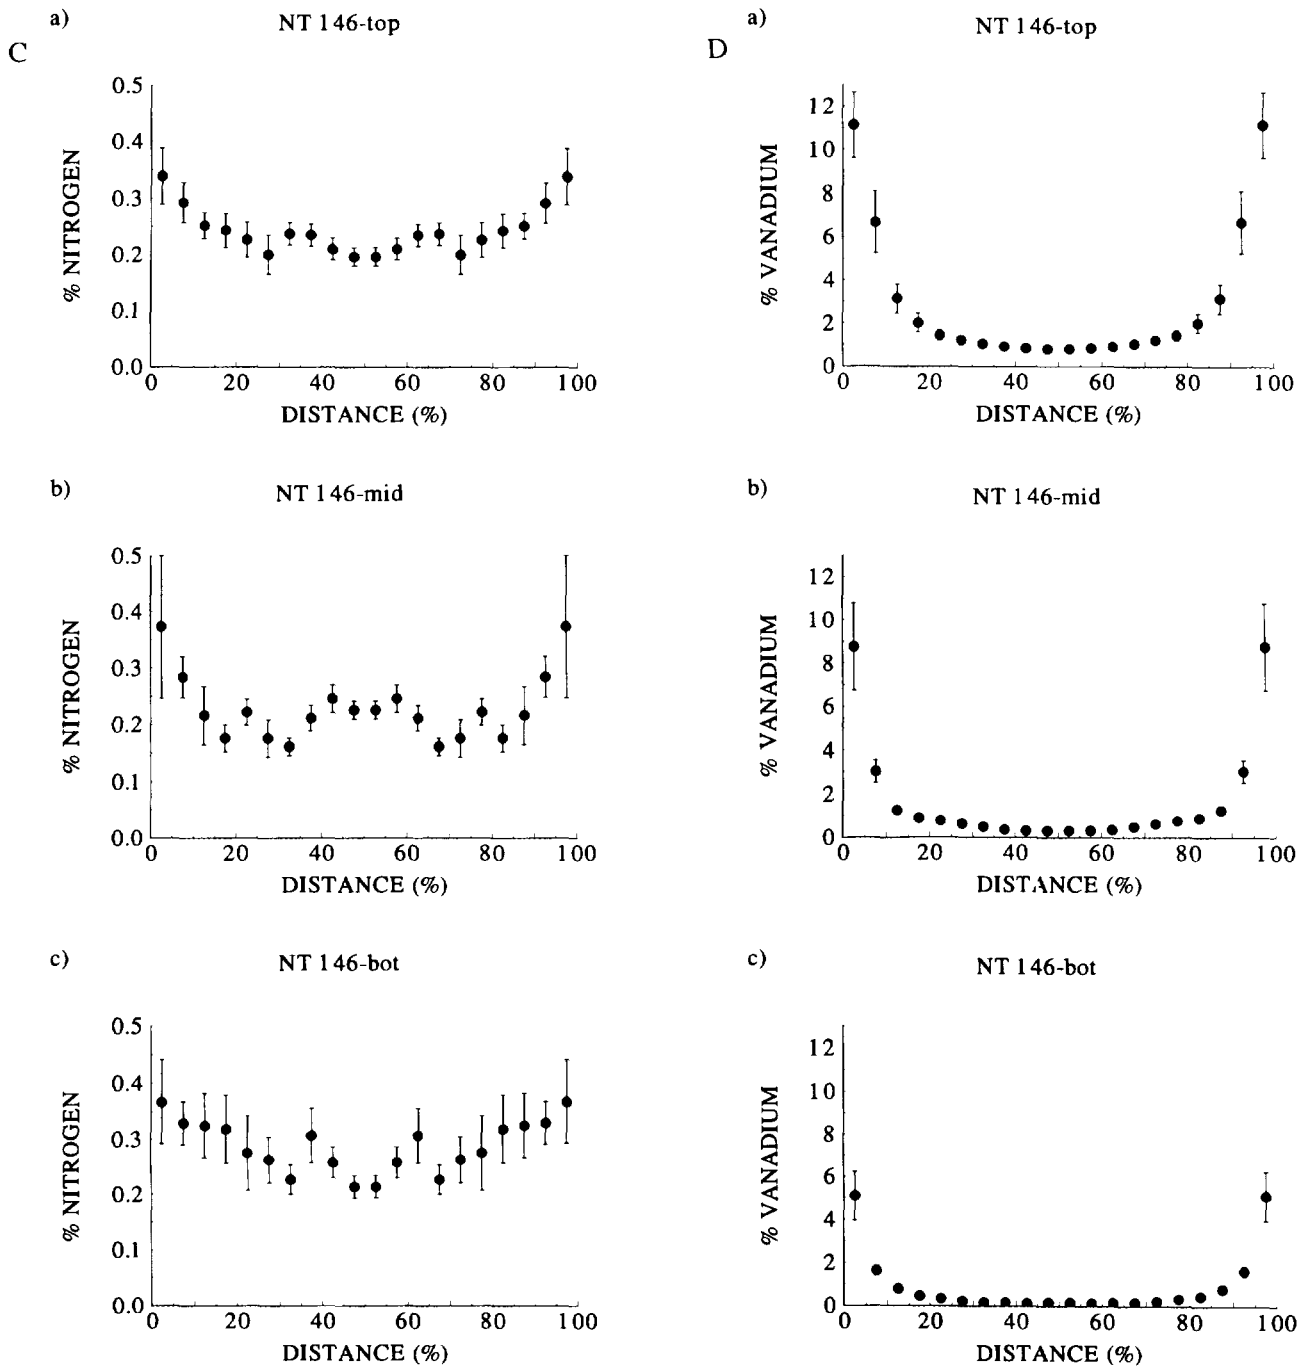 C
a)
NT 146-top
0.5
0.4
0.3
0.2
0.1
0.0
% NITROGEN
0 20 40 60 80 100
DISTANCE (%)
b)
NT 146-mid
0.5
0.4
0.3
0.2
0.1
0.0
% NITROGEN
0 20 40 60 80 100
DISTANCE (%)
c)
NT 146-bot
0.5
0.4
0.3
0.2
0.1
0.0
% NITROGEN
0 20 40 60 80 100
DISTANCE (%)
D
a)
NT 146-top
12
10
8
6
4
2
0
% VANADIUM
0 20 40 60 80 100
DISTANCE (%)
b)
NT 146-mid
12
10
8
6
4
2
0
% VANADIUM
0 20 40 60 80 100
DISTANCE (%)
c)
NT 146-bot
12
10
8
6
4
2
0
% VANADIUM
0 20 40 60 80 100
DISTANCE (%)